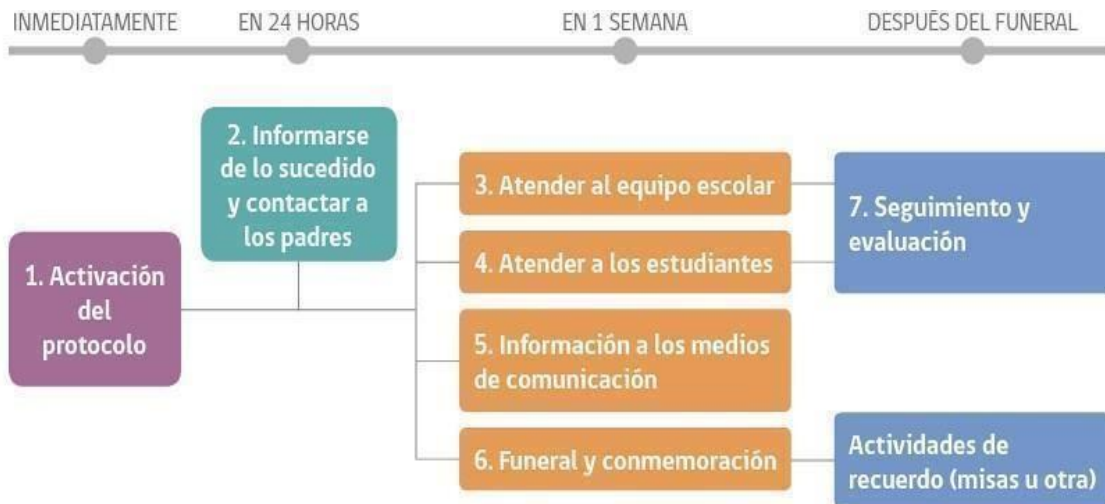 INMEDIATAMENTE
EN 24 HORAS
EN 1 SEMANA
DESPUÉS DEL FUNERAL
1. Activación
del
protocolo
2. Informarse
de lo sucedido
y contactar a
los padres
3. Atender al equipo escolar
4. Atender a los estudiantes
5. Información a los medios
de comunicación
6. Funeral y conmemoración
7. Seguimiento y
evaluación
Actividades de
recuerdo (misas u otra)